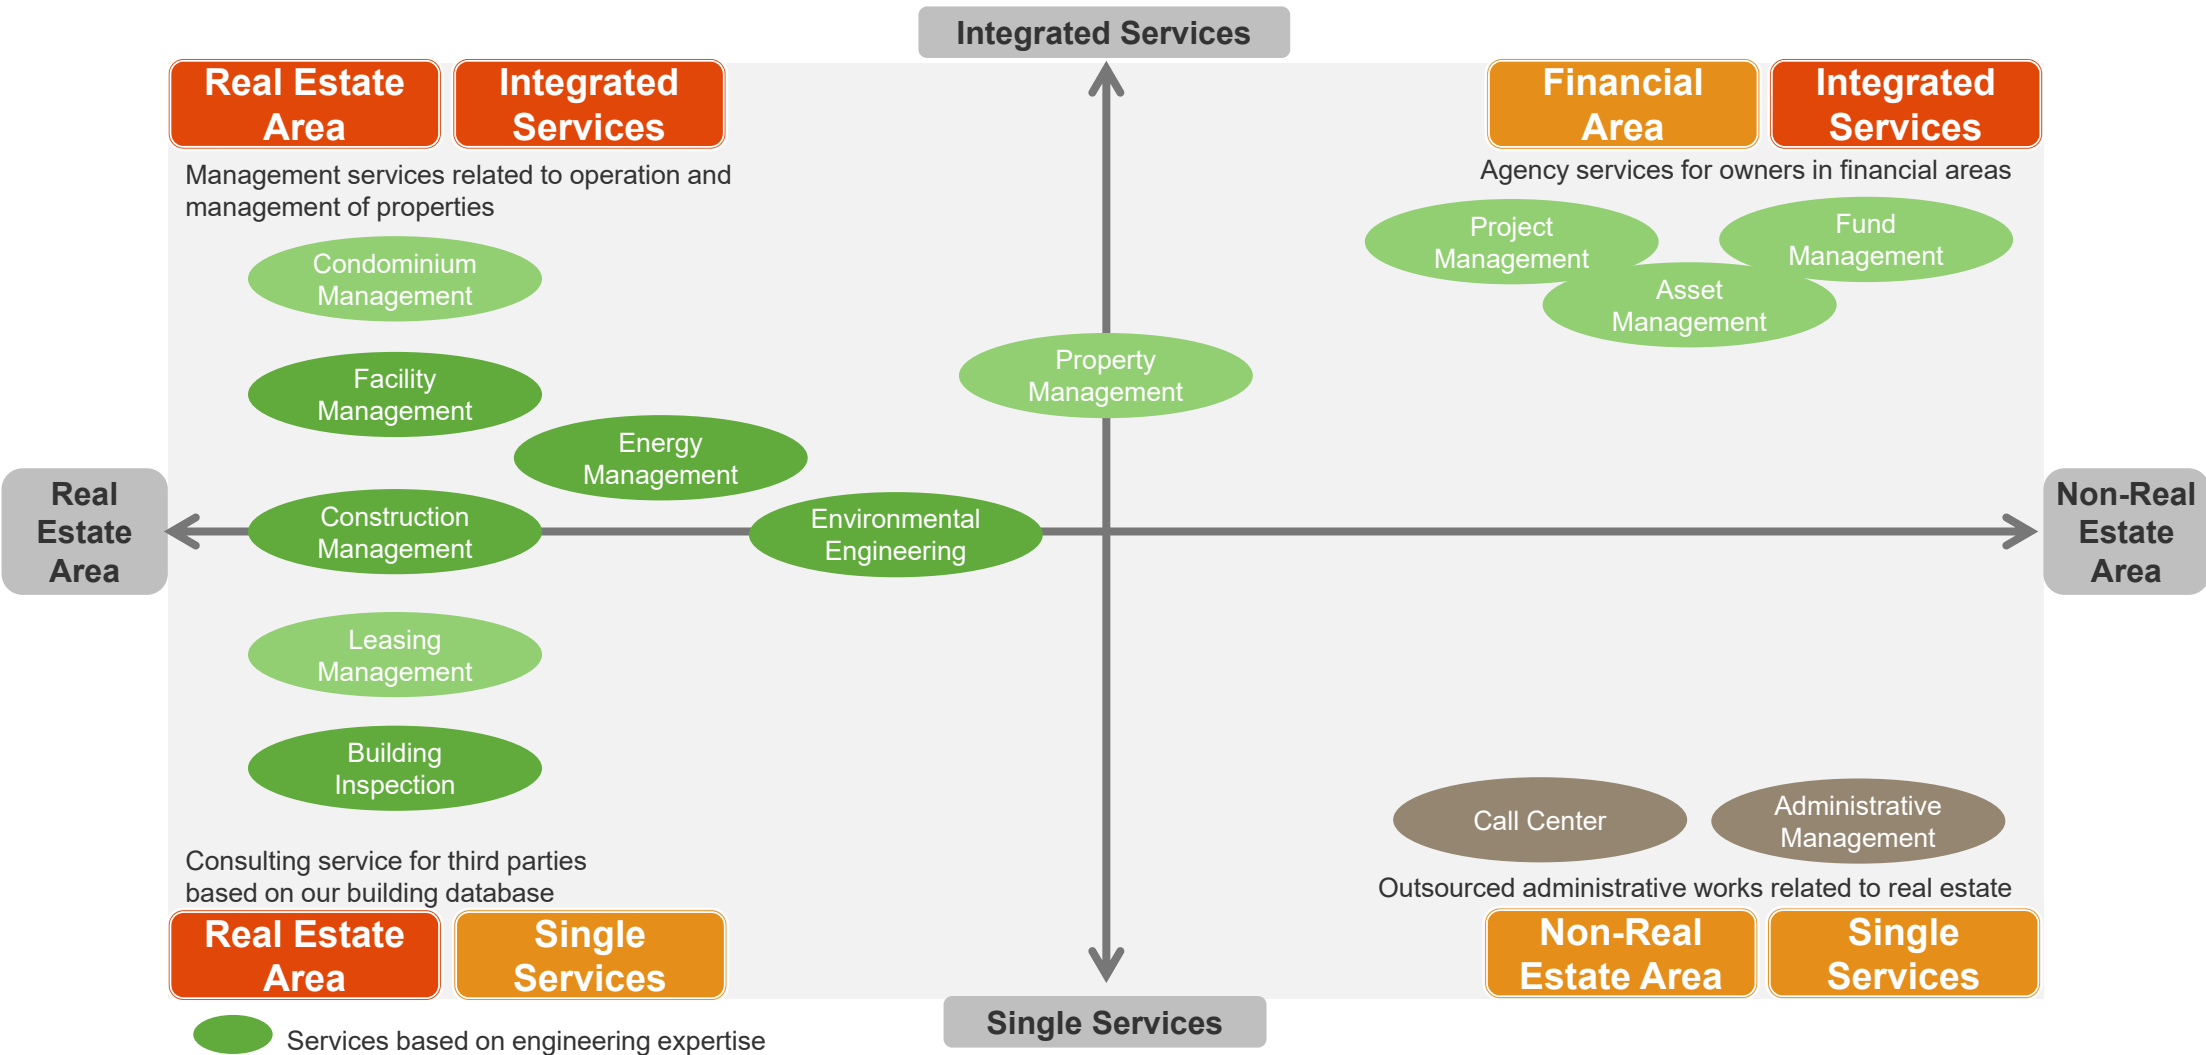 Integrated Services
Real Estate
Area
Integrated
Services
Financial
Area
Integrated
Services
Management services related to operation and
management of properties
Agency services for owners in financial areas
Condominium
Management
Project
Management
Fund
Management
Asset
Management
Facility
Management
Property
Management
Energy
Management
Real
Estate
Area
Construction
Management
Environmental
Engineering
Non-Real
Estate
Area
Leasing
Management
Building
Inspection
Call Center
Administrative
Management
Consulting service for third parties
based on our building database
Outsourced administrative works related to real estate
Real Estate
Area
Single
Services
Non-Real
Estate Area
Single
Services
Single Services
Services based on engineering expertise